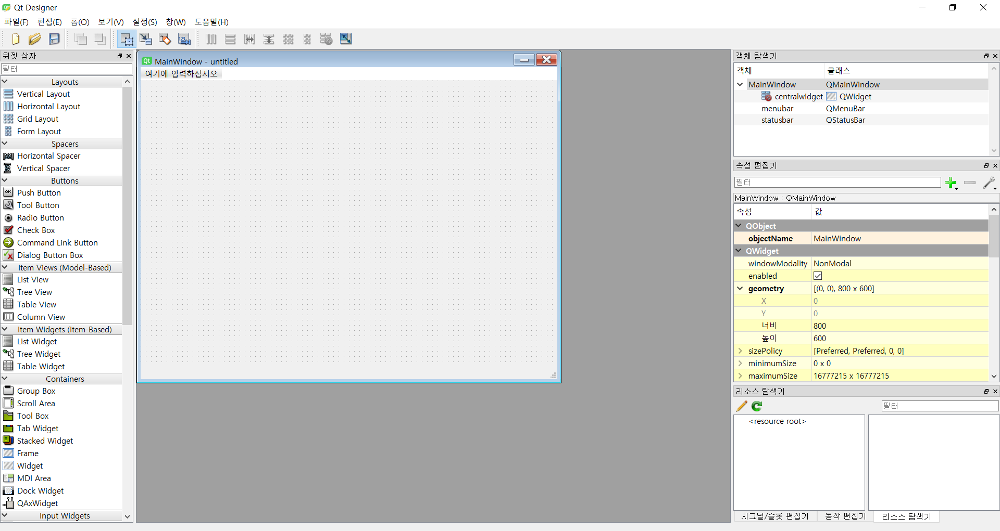 Qt Designer
파일(F) 편집(E) 폼(O) 보기(V) 설정(S) 창(W) 도움말(H)
위젯 상자
필터
Layouts
Vertical Layout
Horizontal Layout
Grid Layout
Form Layout
Spacers
Horizontal Spacer
Vertical Spacer
Buttons
OK Push Button
Tool Button
Radio Button
Check Box
Command Link Button
Dialog Button Box
Item Views (Model-Based)
List View
Tree View
Table View
Column View
Item Widgets (Item-Based)
List Widget
Tree Widget
Table Widget
Containers
Group Box
Scroll Area
Tool Box
Tab Widget
Stacked Widget
Frame
Widget
MDI Area
Dock Widget
QAxWidget
Input Widgets
Qt MainWindow - untitled
여기에 입력하십시오
객체 탐색기
객체 클래스
MainWindow QMainWindow
centralwidget QWidget
menubar QMenuBar
statusbar QStatusBar
속성 편집기
필터
MainWindow : QMainWindow
속성 값
QObject
objectName MainWindow
QWidget
windowModality NonModal
enabled
geometry [(0, 0), 800 x 600]
X 0
Y 0
너비 800
높이 600
sizePolicy [Preferred, Preferred, 0, 0]
minimumSize 0 x 0
maximumSize 16777215 x 16777215
리소스 탐색기
필터
<resource root>
시그널/슬롯 편집기 동작 편집기 리소스 탐색기